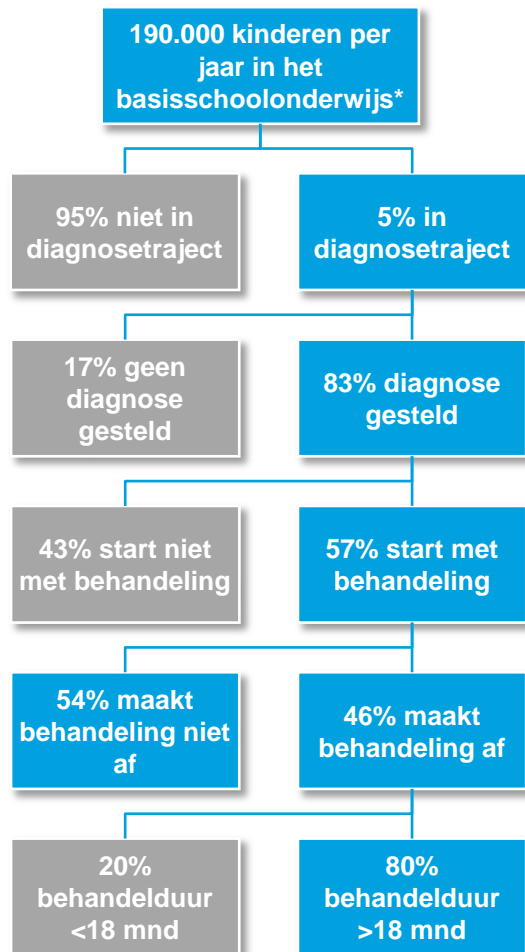 190.000 kinderen per
jaar in het
basisschoolonderwijs*
95% niet in
diagnosetraject
5% in
diagnosetraject
17% geen
diagnose
gesteld
83% diagnose
gesteld
43% start niet
met behandeling
57% start met
behandeling
54% maakt
behandeling niet
af
46% maakt
behandeling af
20%
behandelduur
<18 mnd
80%
behandelduur
>18 mnd